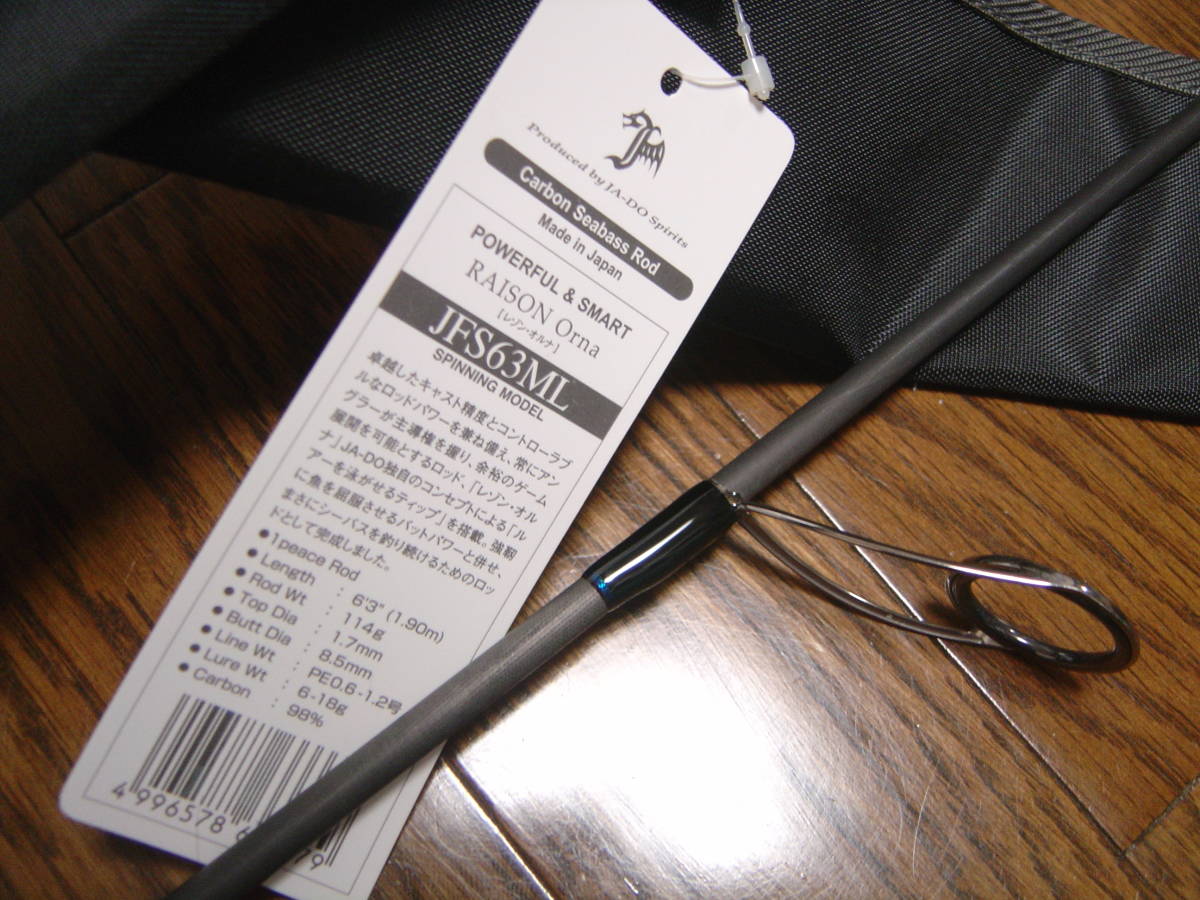 Produced by JA-DO Spirits
Carbon Seabass Rod
Made in Japan
POWERFUL & SMART
RAISON Orna
[レゾン・オルナ]
JFS63ML
SPINNING MODEL
卓越したキャスト精度とコントローラブ
ルなロッドパワーを兼ね備え、常にアン
グラーが主導権を握り、余裕のゲーム
展開を可能とするロッド、「レゾン・オル
ナ」JA-DO独自のコンセプトによる「ル
アーを泳がせるティップ」を搭載。強靭
に魚を屈服させるバットパワーと併せ、
まさにシーバスを釣り続けるためのロッ
ドとして完成しました。
●1peace Rod
●Length : 6'3" (1.90m)
●Rod Wt : 114g
●Top Dia : 1.7mm
●Butt Dia : 8.5mm
●Line Wt : PE0.6-1.2号
●Lure Wt : 6-18g
●Carbon : 98%
4 996578 6 79